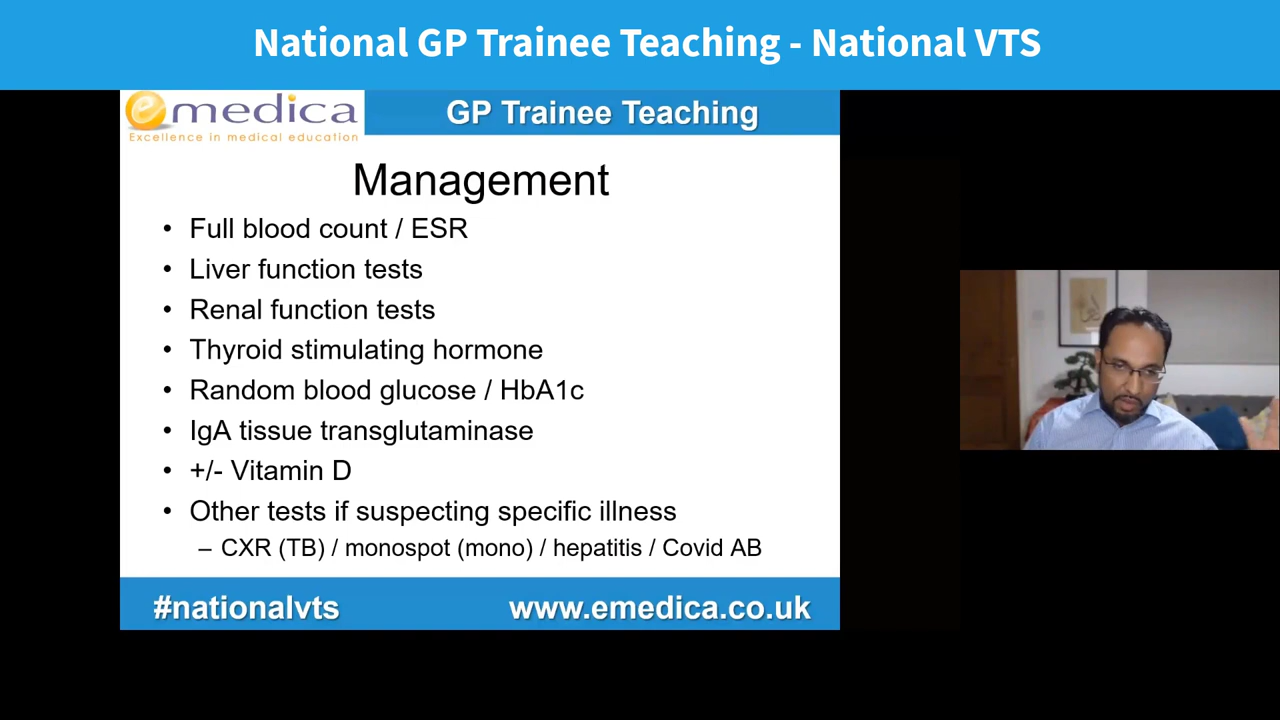 National GP Trainee Teaching - National VTS
emedica
Excellence in medical education
GP Trainee Teaching
Management
• Full blood count / ESR
• Liver function tests
• Renal function tests
• Thyroid stimulating hormone
• Random blood glucose / HbA1c
• IgA tissue transglutaminase
• +/- Vitamin D
• Other tests if suspecting specific illness
– CXR (TB) / monospot (mono) / hepatitis / Covid AB
#nationalvts
www.emedica.co.uk